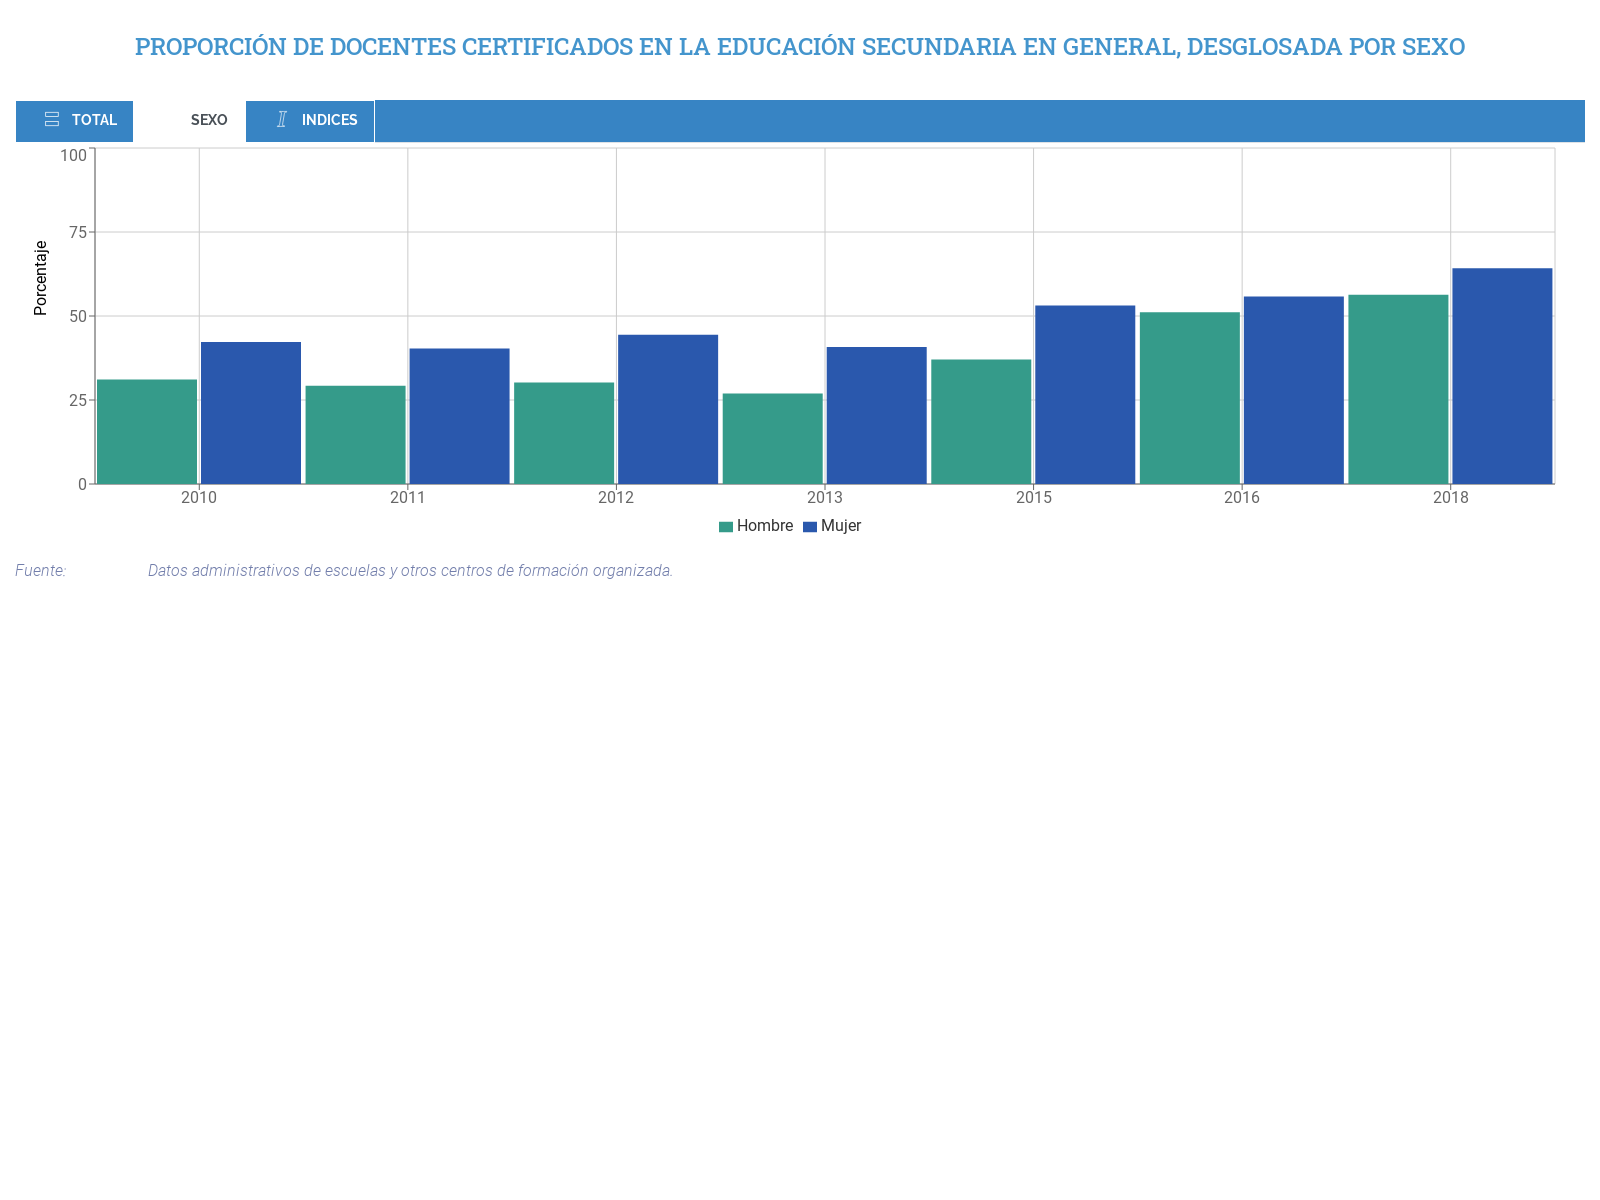 PROPORCIÓN DE DOCENTES CERTIFICADOS EN LA EDUCACIÓN SECUNDARIA EN GENERAL, DESGLOSADA POR SEXO
TOTAL SEXO INDICES
100
75
50
25
0
Porcentaje
2010 2011 2012 2013 2015 2016 2018
Hombre Mujer
Fuente: Datos administrativos de escuelas y otros centros de formación organizada.